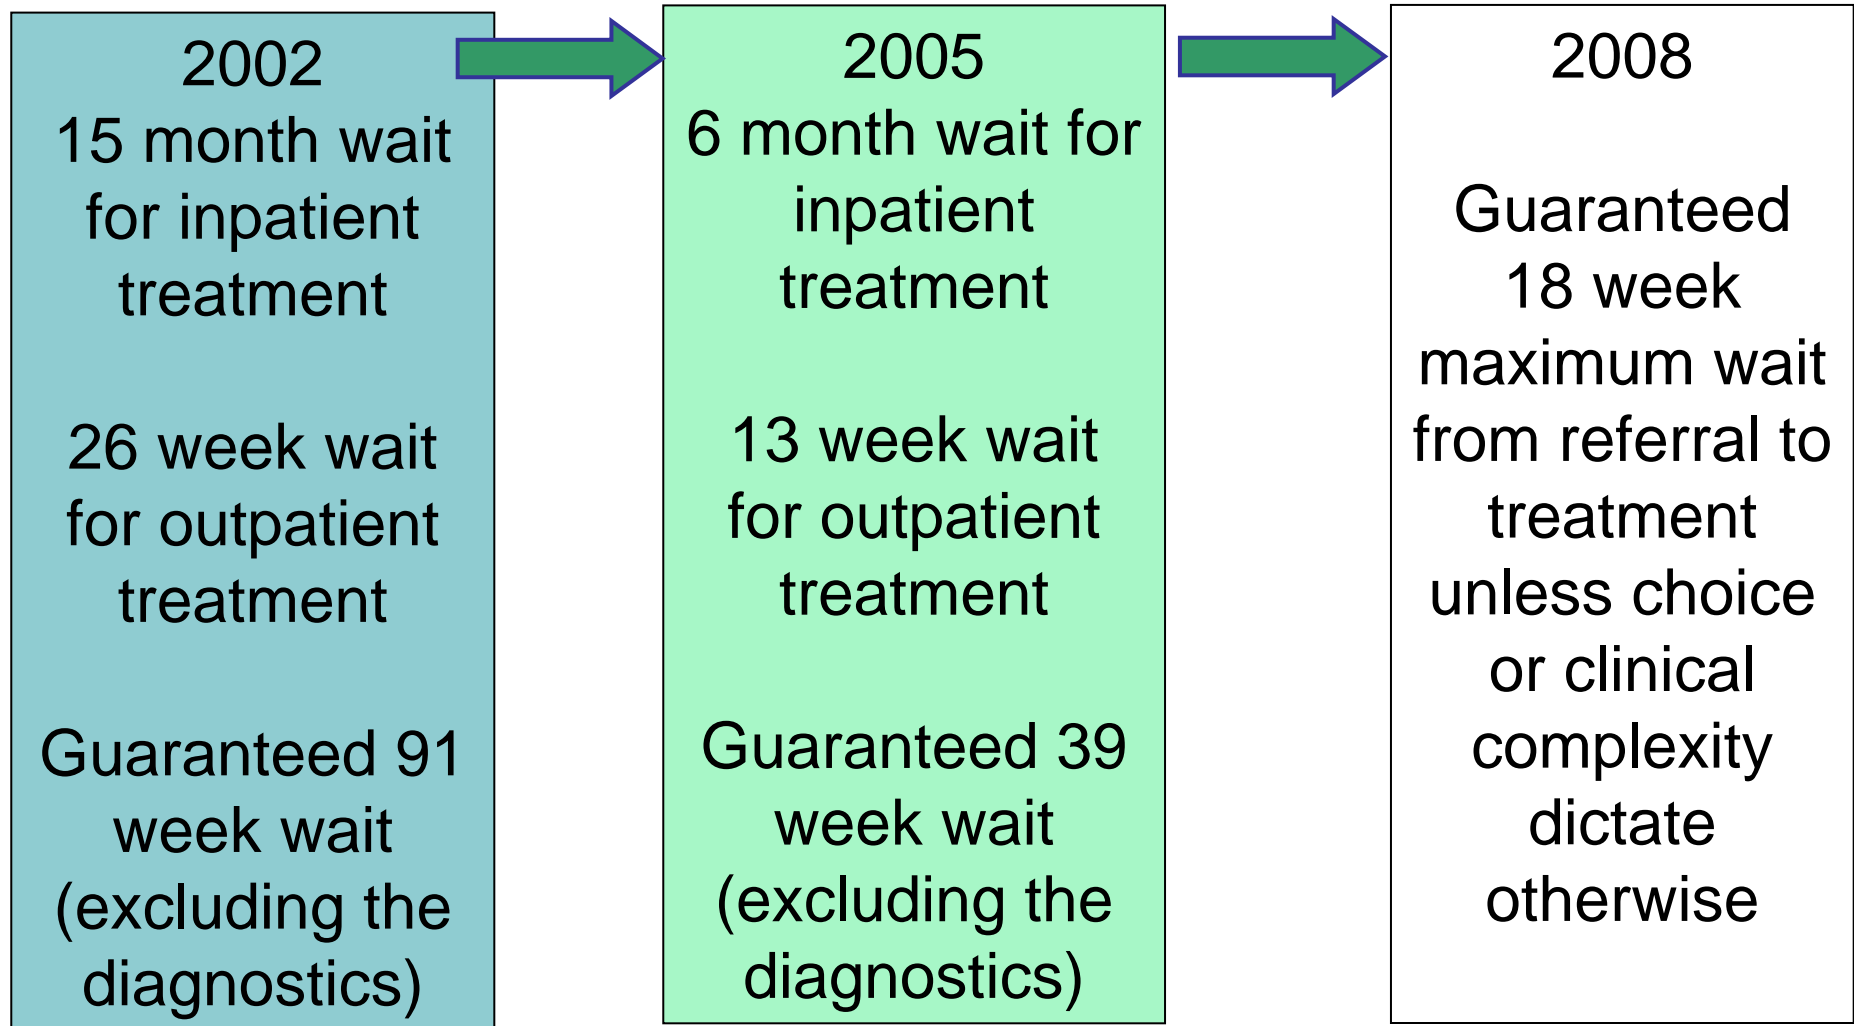 2002
15 month wait
for inpatient
treatment
26 week wait
for outpatient
treatment
Guaranteed 91
week wait
(excluding the
diagnostics)
2005
6 month wait for
inpatient
treatment
13 week wait
for outpatient
treatment
Guaranteed 39
week wait
(excluding the
diagnostics)
2008
Guaranteed
18 week
maximum wait
from referral to
treatment
unless choice
or clinical
complexity
dictate
otherwise